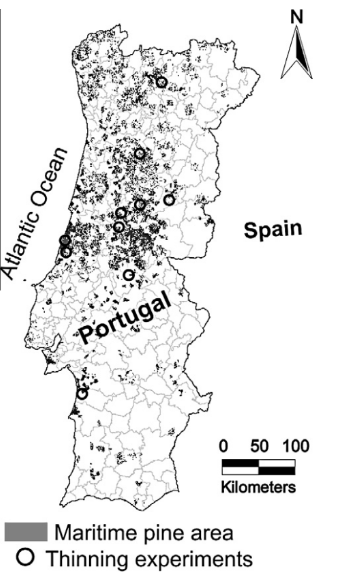 N
Atlantic Ocean
Spain
Portugal
0 50 100
Kilometers
Maritime pine area
Thinning experiments